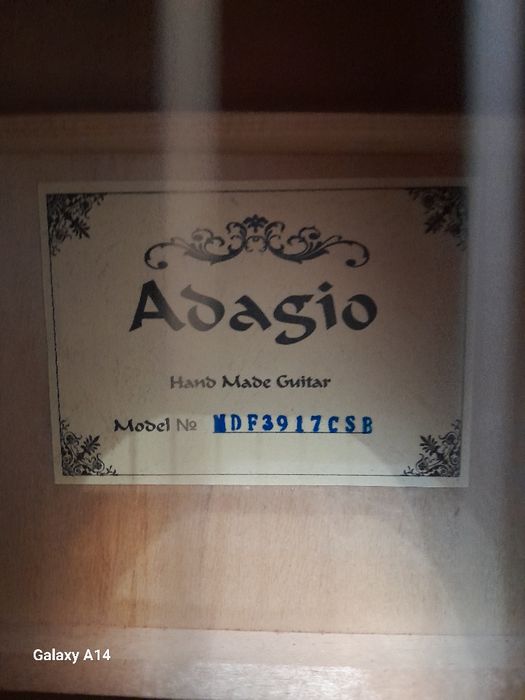 Adagio
Hand Made Guitar
Model № MDF3917CSB
Galaxy A14